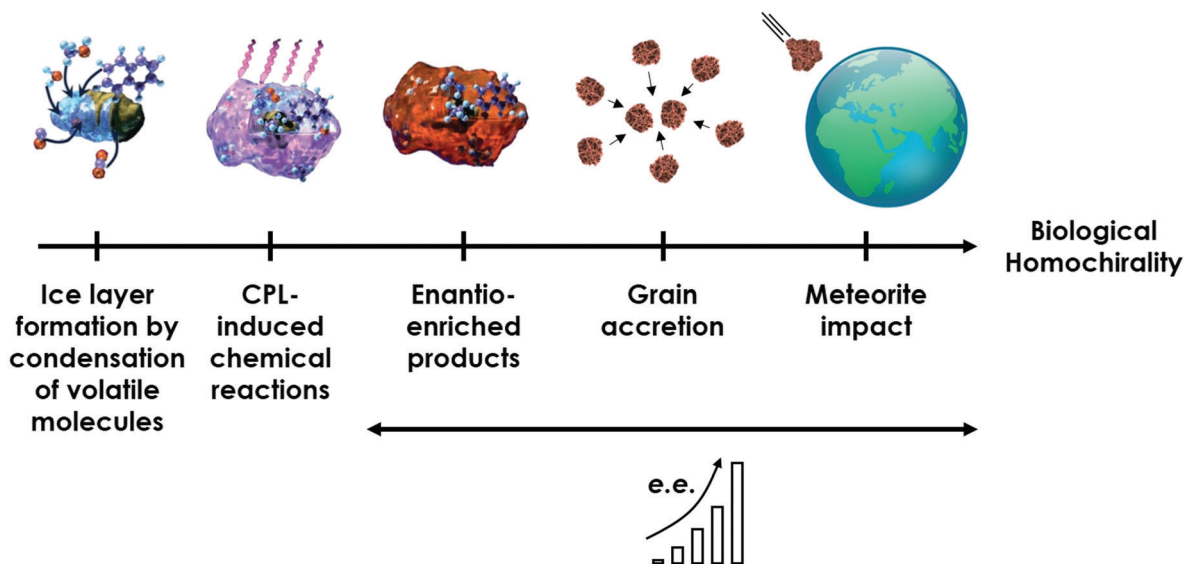 Ice layer
formation by
condensation
of volatile
molecules
CPL-
induced
chemical
reactions
Enantio-
enriched
products
Grain
accretion
Meteorite
impact
Biological
Homochirality
e.e.